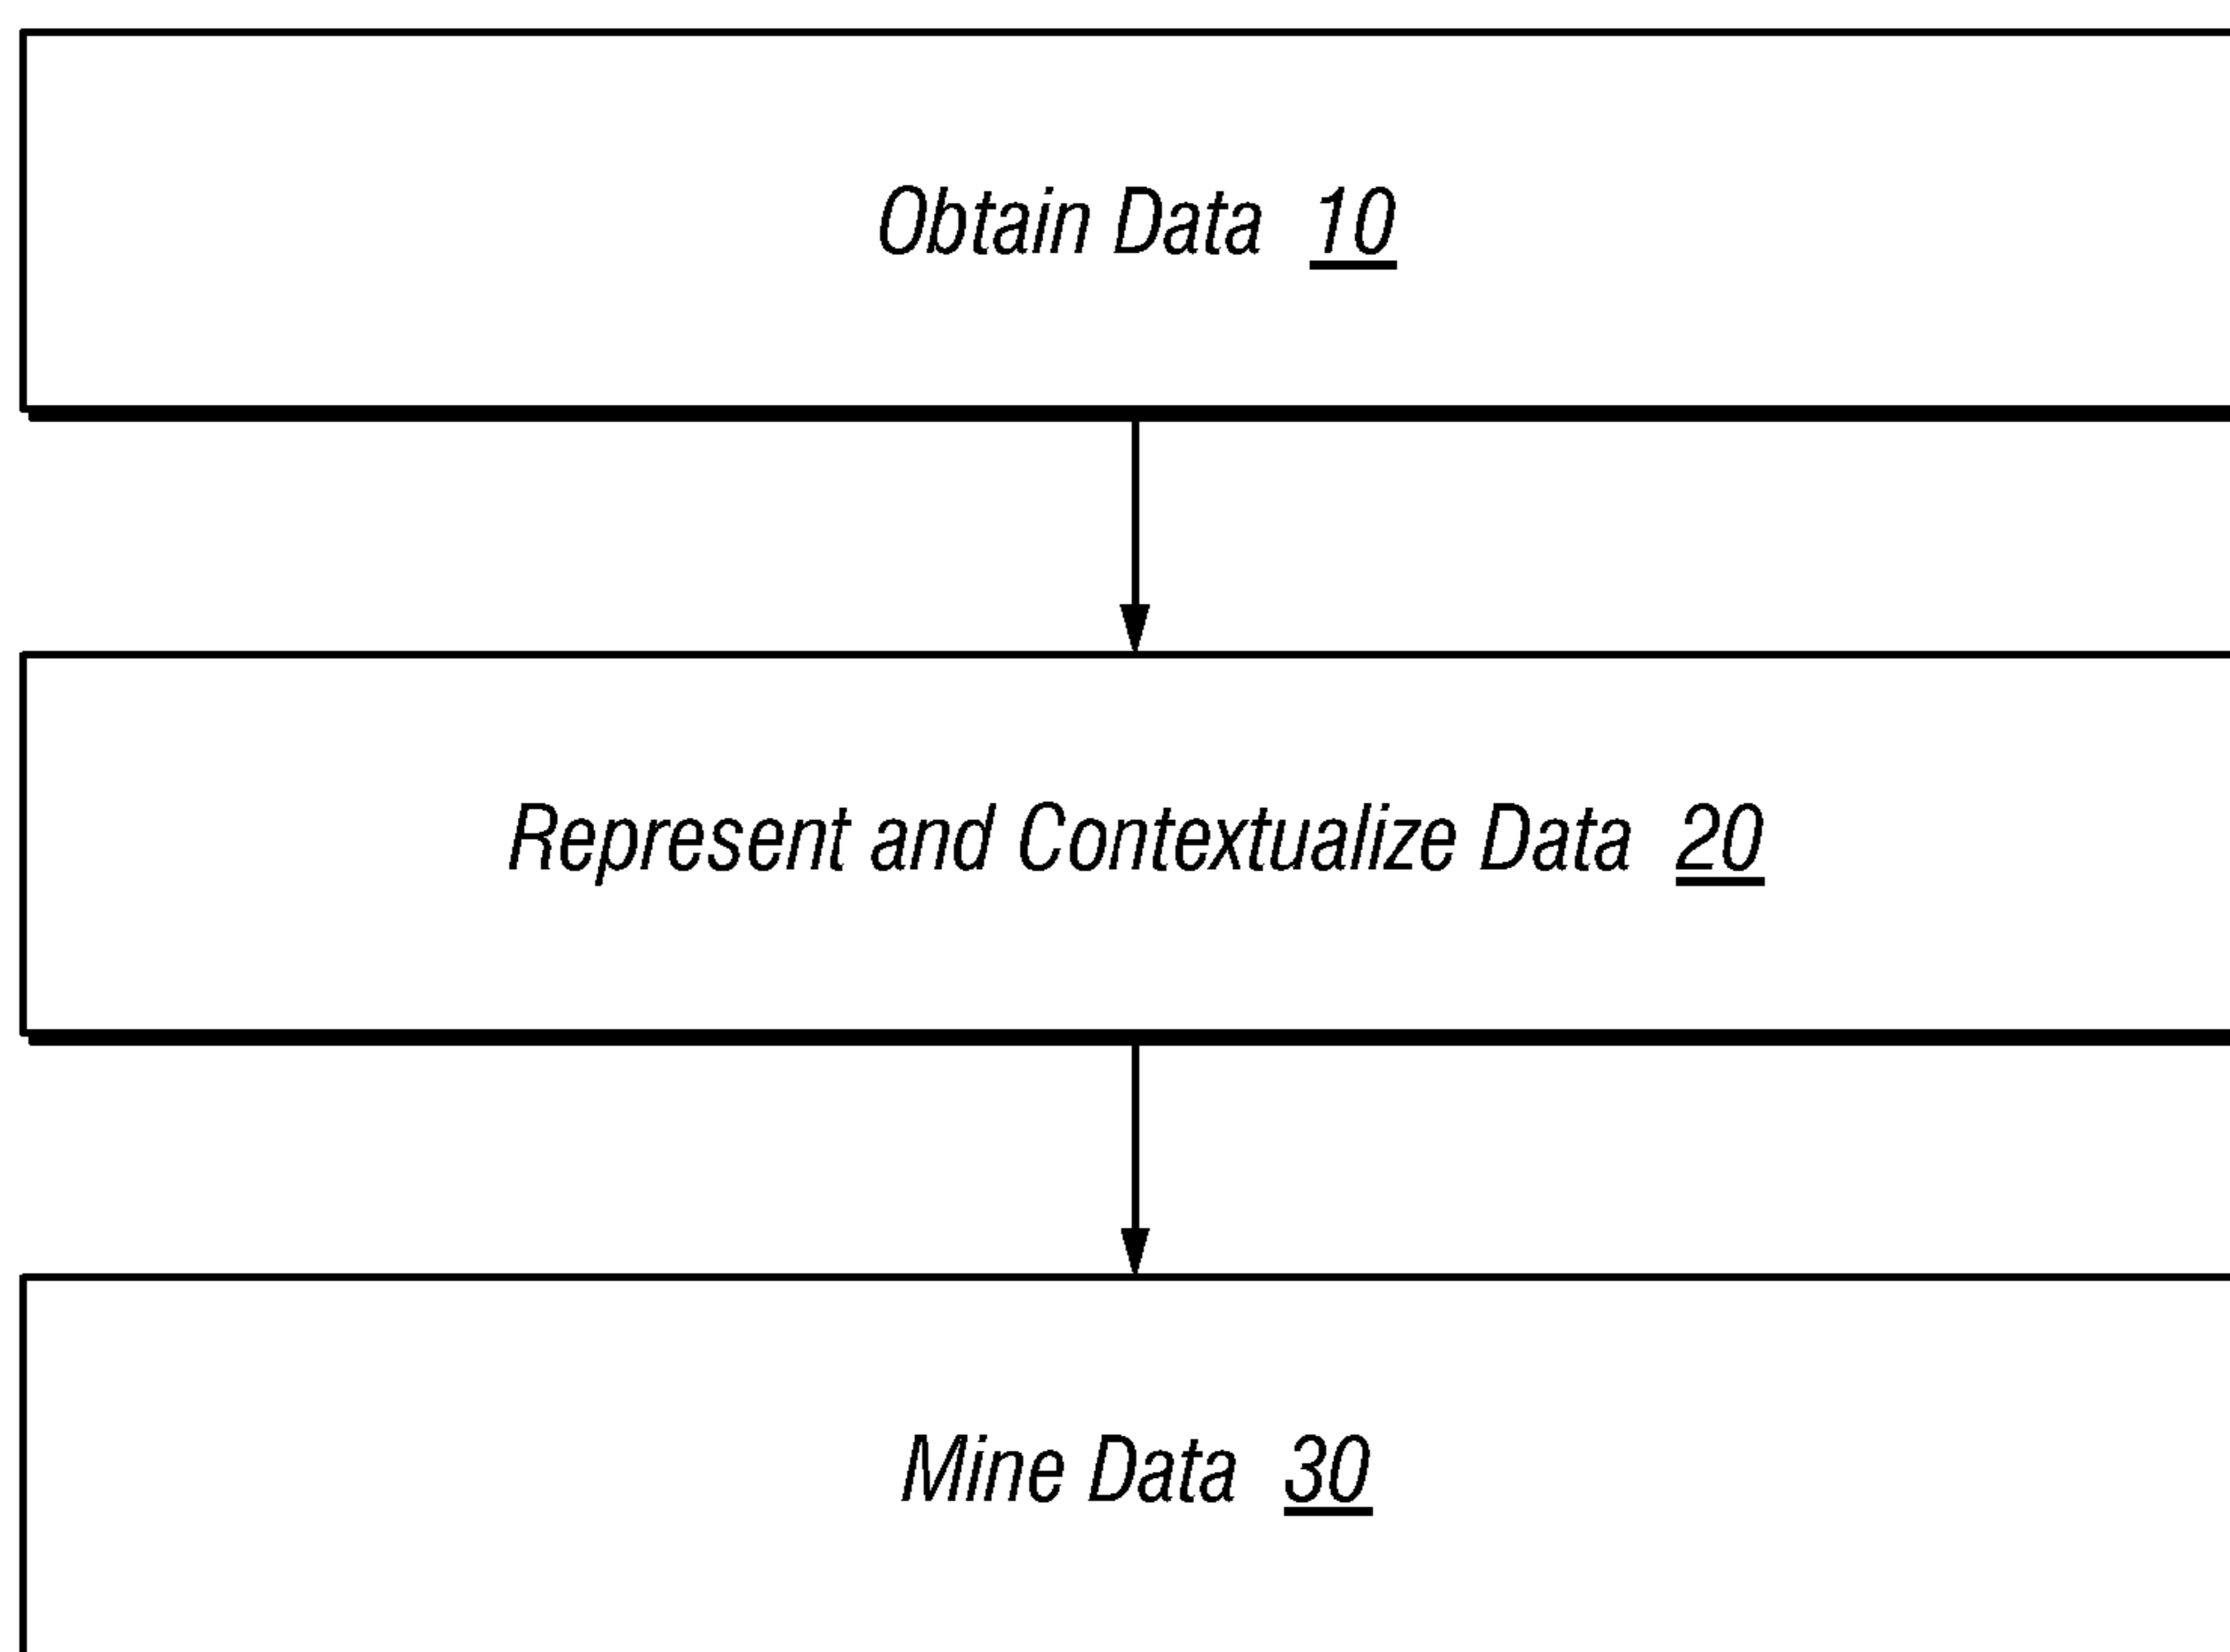 Obtain Data 10
Represent and Contextualize Data 20
Mine Data 30